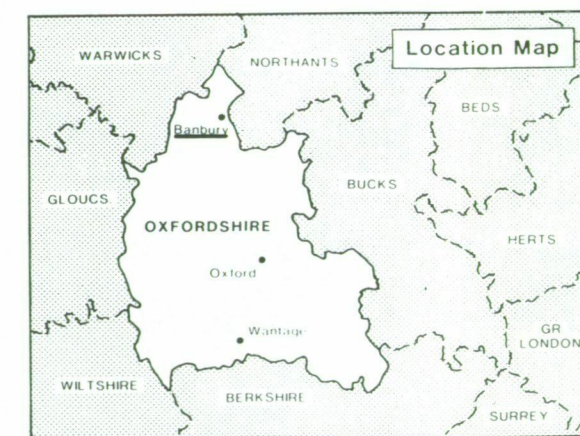 Location Map
WARWICKS
NORTHANTS
BEDS
Banbury
BUCKS
GLOUCS
OXFORDSHIRE
HERTS
Oxford
Wantage
GR
LONDON
WILTSHIRE
BERKSHIRE
SURREY